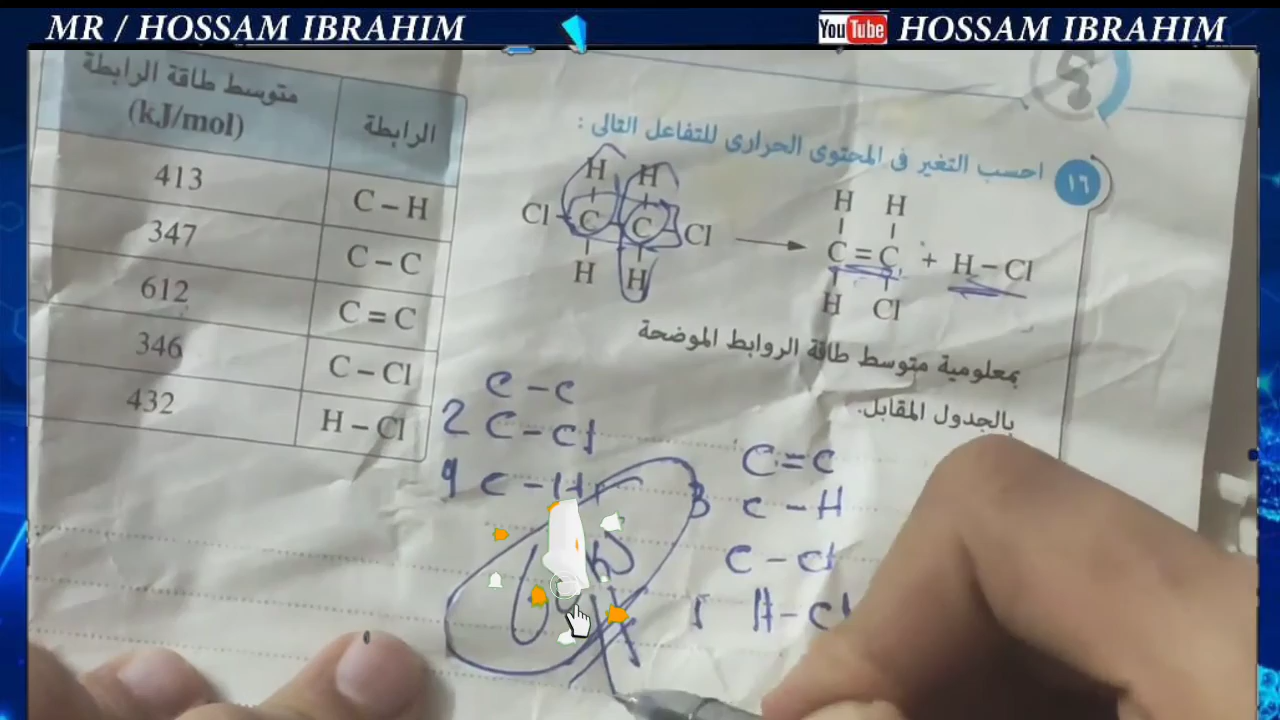 MR / HOSSAM IBRAHIM
You Tube HOSSAM IBRAHIM
١٦ احسب التغير فى المحتوى الحرارى للتفاعل التالى :
H H
Cl - C - C - Cl
H H
H H
C = C + H - Cl
H Cl
بمعلومية متوسط طاقة الروابط الموضحة
بالجدول المقابل.
الرابطة متوسط طاقة الرابطة (kJ/mol)
C - H 413
C - C 347
C = C 612
C - Cl 346
H - Cl 432
C - C
2 C - Cl
4 C - H
C = C
3 C - H
C - Cl
1 H - Cl